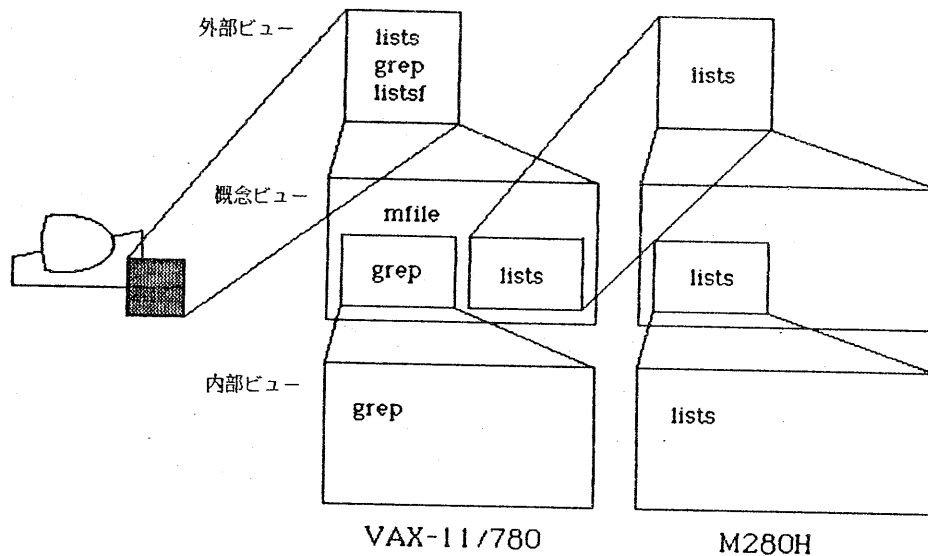 外部ビュー
lists
grep
listsf
lists
概念ビュー
mfile
grep
lists
lists
内部ビュー
grep
lists
VAX-11/780
M280H